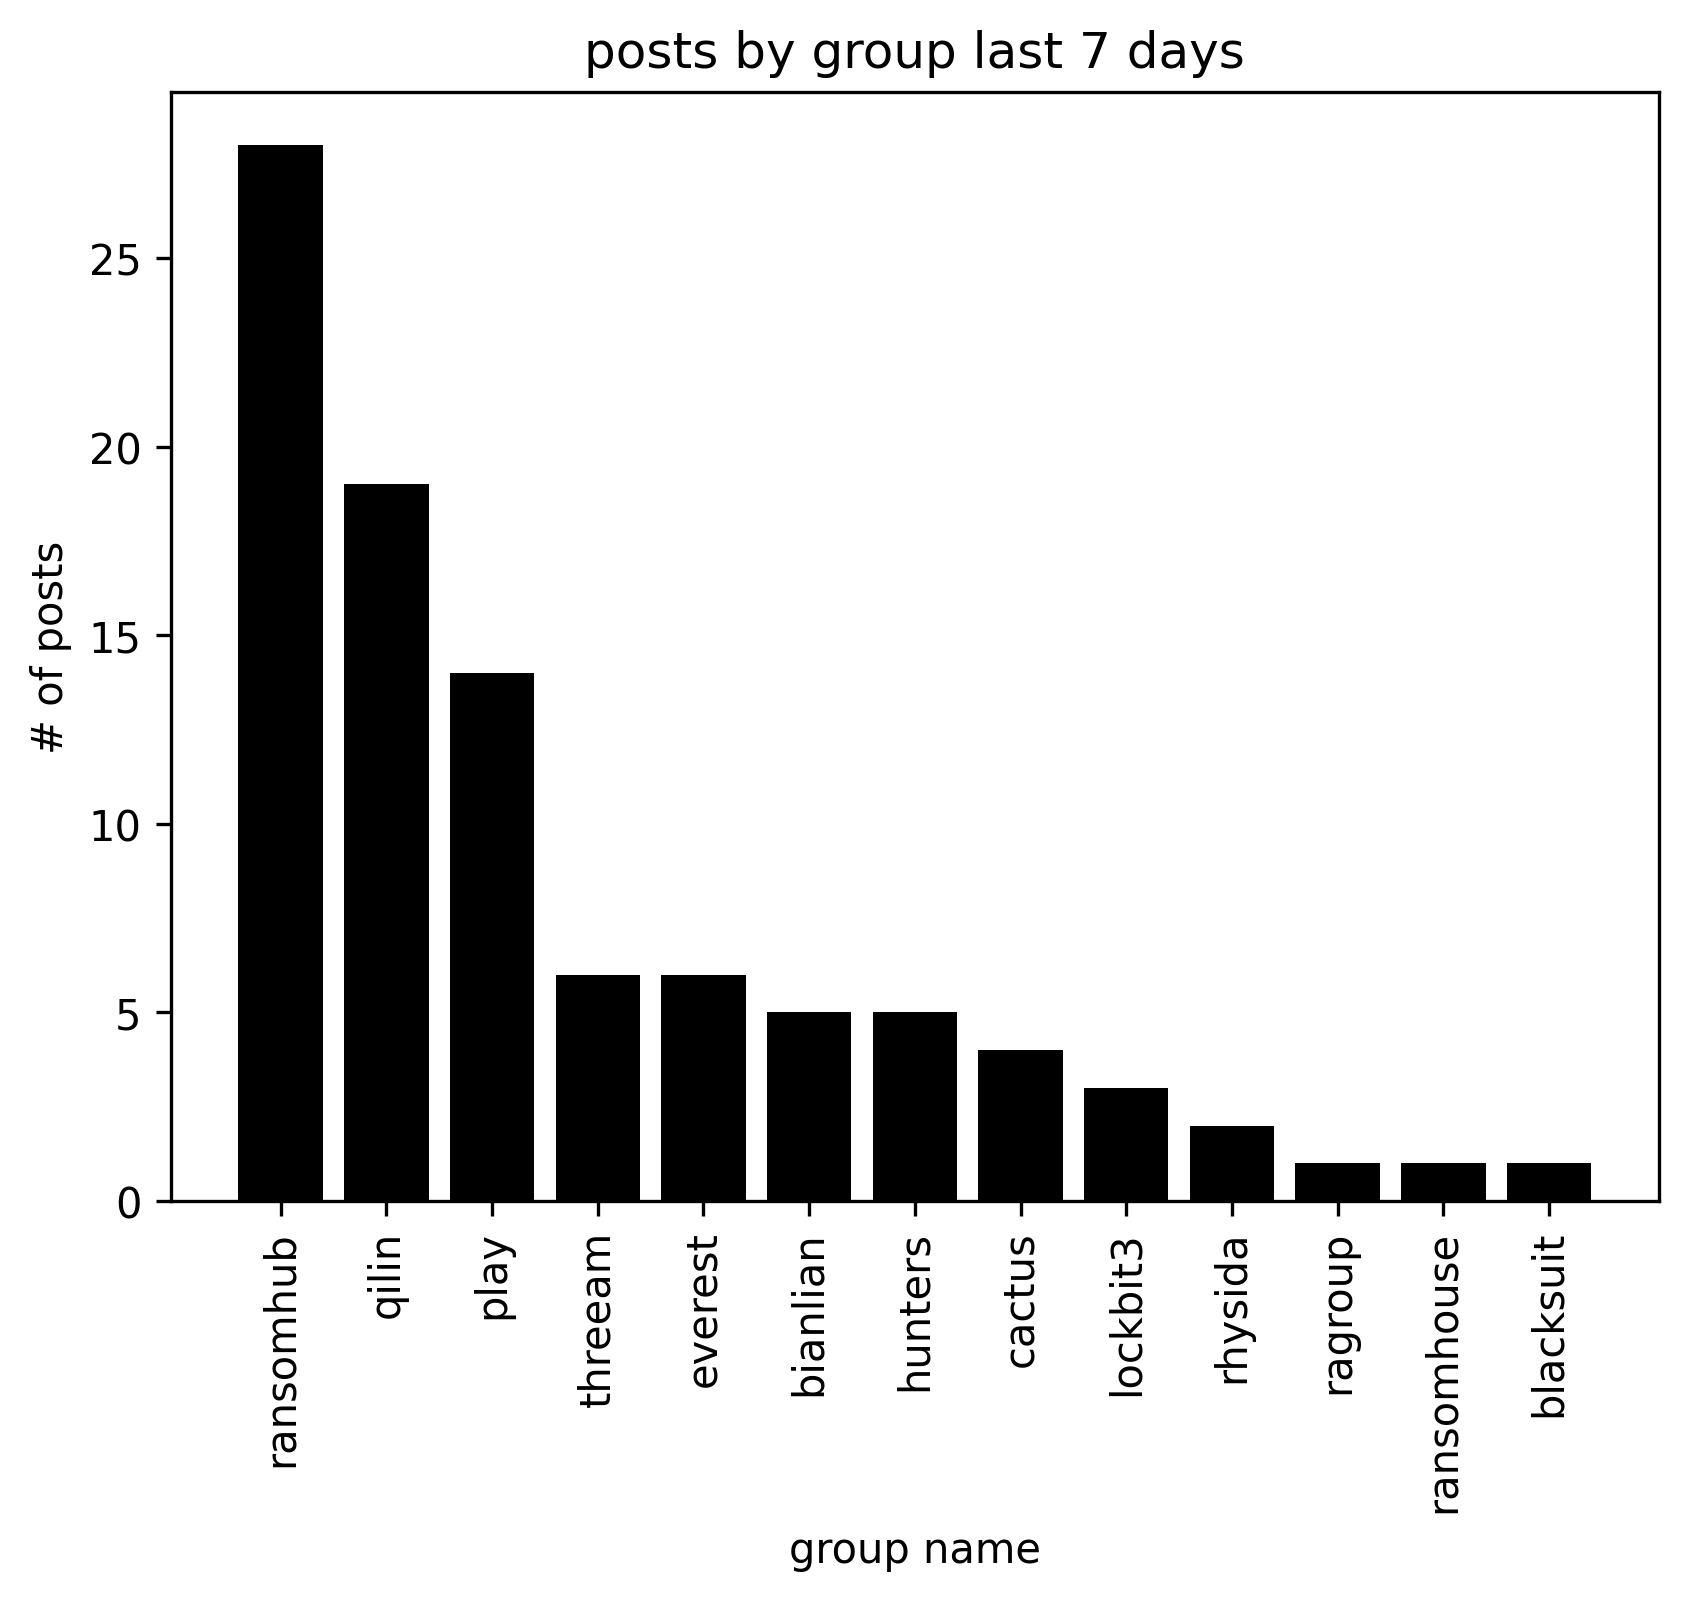 posts by group last 7 days
# of posts
25
20
15
10
5
0
ransomhub
qilin
play
threeam
everest
bianlian
hunters
cactus
lockbit3
rhysida
ragroup
ransomhouse
blacksuit
group name